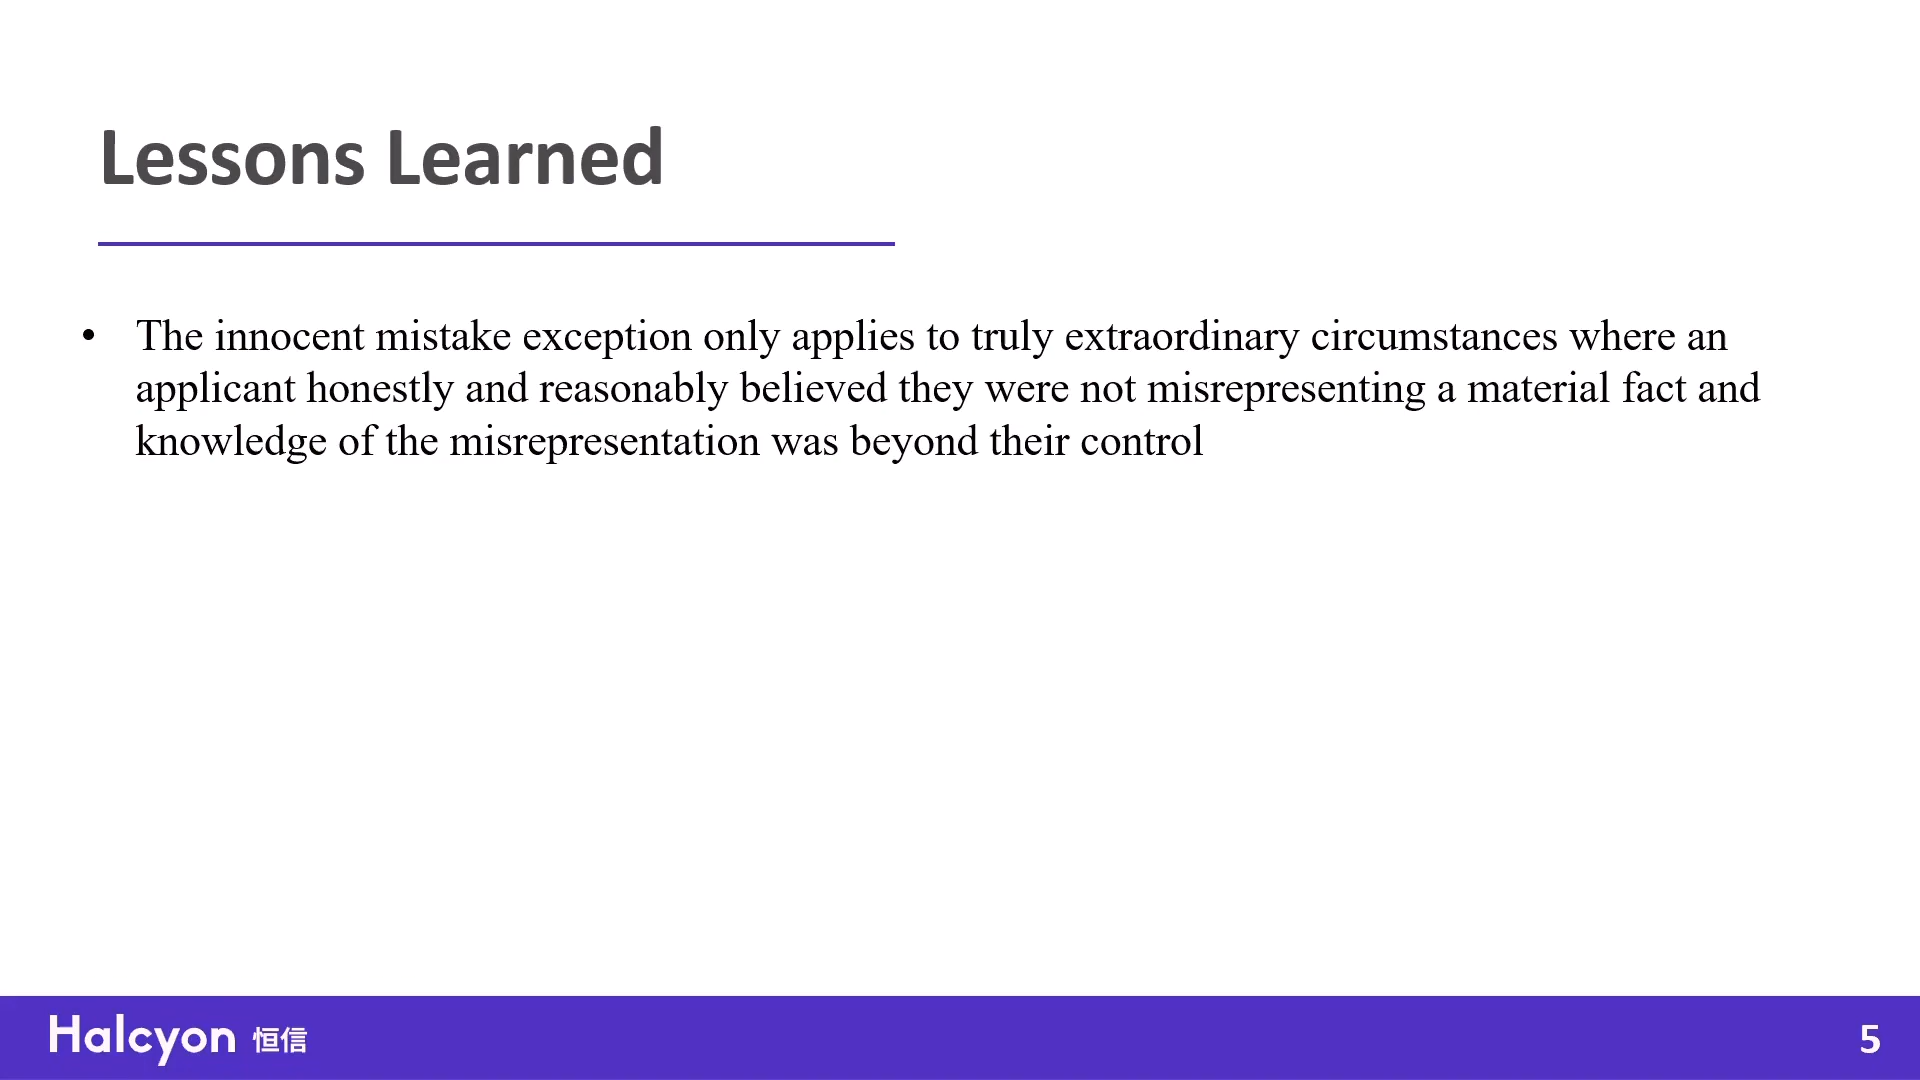 Lessons Learned
• The innocent mistake exception only applies to truly extraordinary circumstances where an
applicant honestly and reasonably believed they were not misrepresenting a material fact and
knowledge of the misrepresentation was beyond their control
Halcyon 恒信
5